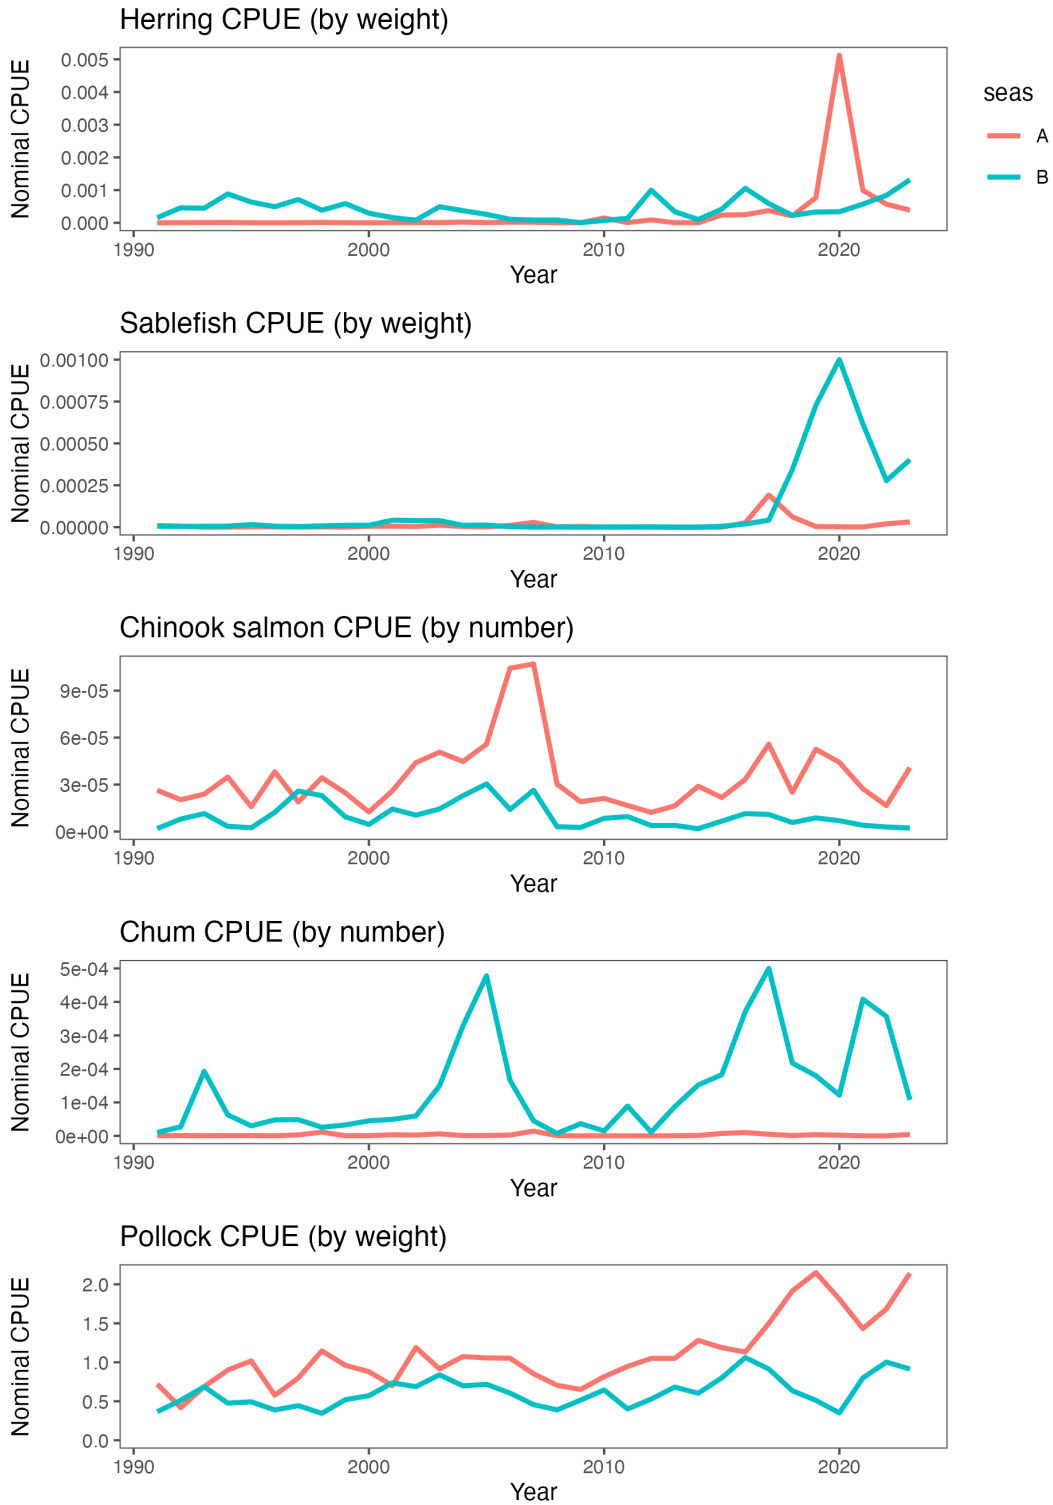 Herring CPUE (by weight)
Nominal CPUE
0.005
0.004
0.003
0.002
0.001
0.000
1990 2000 2010 2020
Year
seas
A
B
Sablefish CPUE (by weight)
Nominal CPUE
0.00100
0.00075
0.00050
0.00025
0.00000
1990 2000 2010 2020
Year
Chinook salmon CPUE (by number)
Nominal CPUE
9e-05
6e-05
3e-05
0e+00
1990 2000 2010 2020
Year
Chum CPUE (by number)
Nominal CPUE
5e-04
4e-04
3e-04
2e-04
1e-04
0e+00
1990 2000 2010 2020
Year
Pollock CPUE (by weight)
Nominal CPUE
2.0
1.5
1.0
0.5
0.0
1990 2000 2010 2020
Year